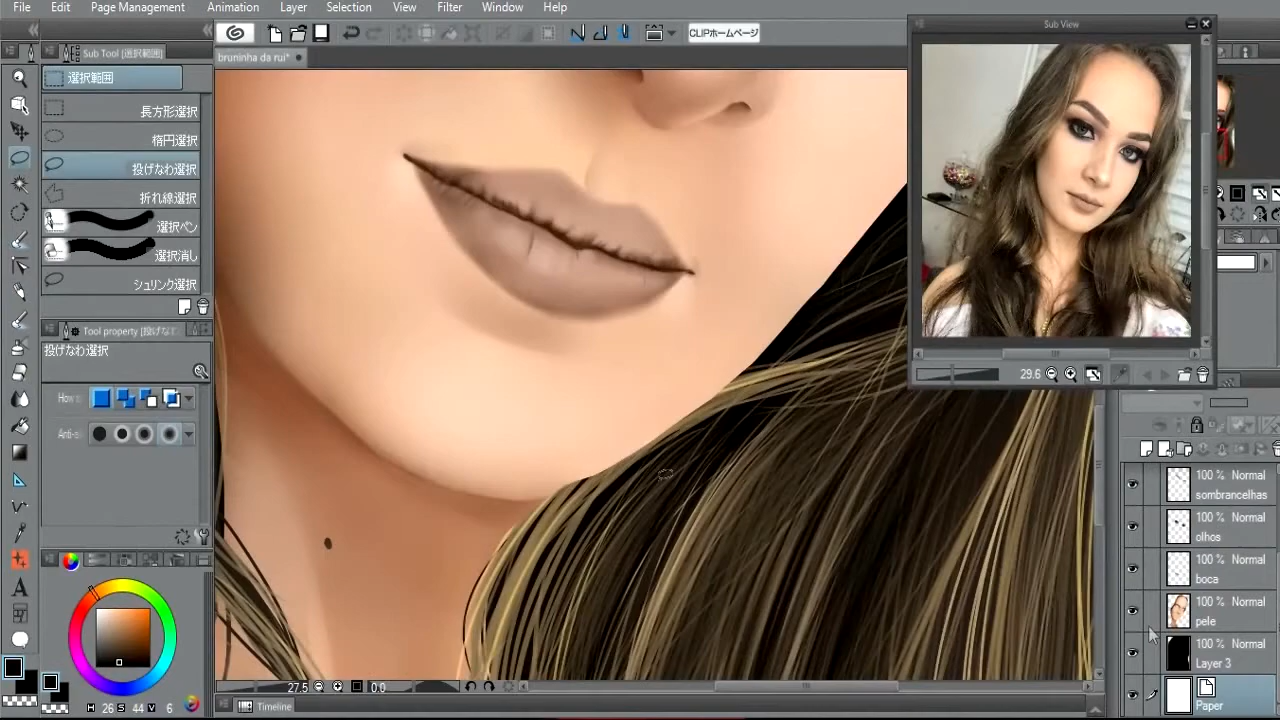 File Edit Page Management Animation Layer Selection View Filter Window Help
Sub View
CLIPホームページ
Sub Tool [選択範囲]
bruninha da rui*
選択範囲
長方形選択
楕円選択
投げなわ選択
折れ線選択
選択ペン
選択消し
シュリンク選択
Tool property [投げなわ
投げなわ選択
How s
Anti-a
29.6
100 % Normal
sombrancelhas
100 % Normal
olhos
100 % Normal
boca
100 % Normal
pele
100 % Normal
Layer 3
Paper
27.5
0.0
Timeline
H 26 S 44 V 6